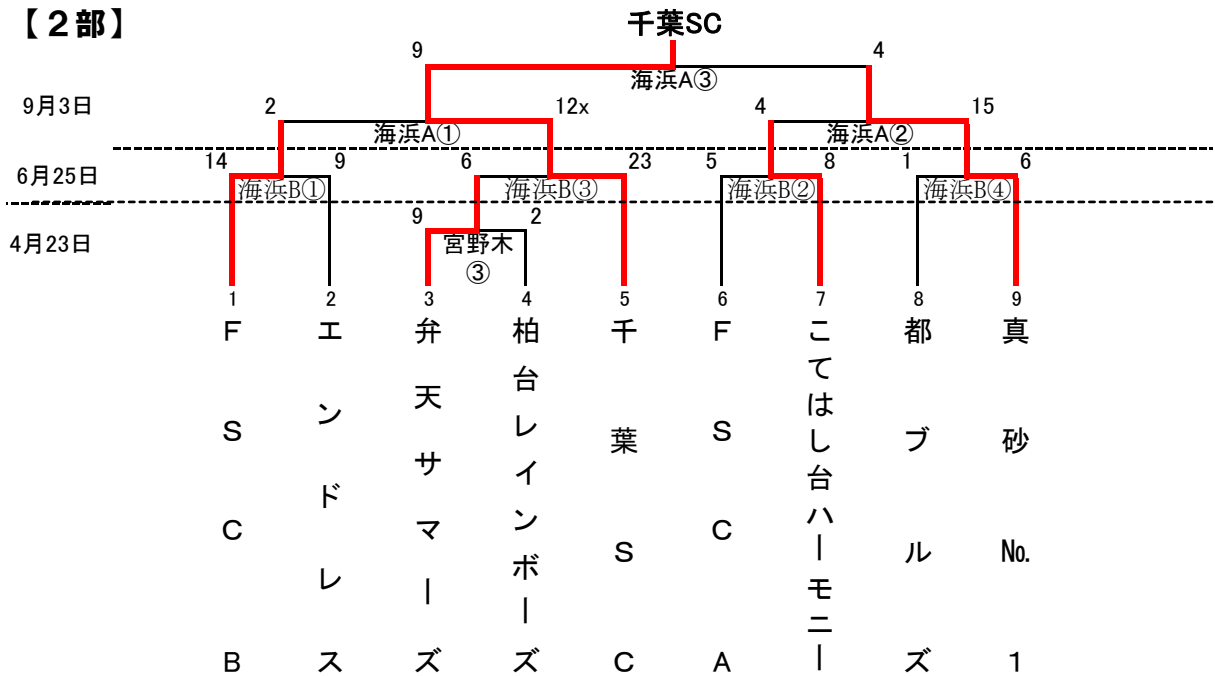 【２部】
千葉SC
9
4
海浜A③
9月3日
2
12x
4
15
海浜A①
海浜A②
14
9
6
23
5
8
1
6
6月25日
海浜B①
海浜B③
海浜B②
海浜B④
9
2
4月23日
宮野木
③
1
2
3
4
5
6
7
8
9
ＦＳＣＢ
エンドレス
弁天サマーズ
柏台レインボーズ
千葉ＳＣ
ＦＳＣＡ
こてはし台ハーモニー
都ブルズ
真砂№１